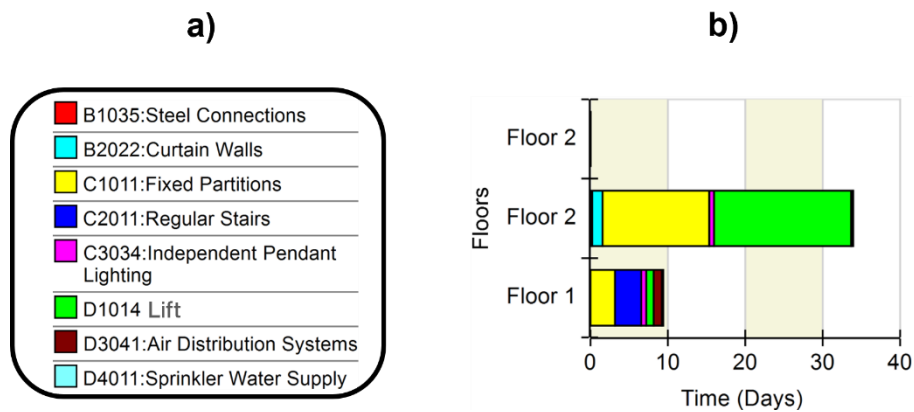 a)
b)
B1035:Steel Connections
B2022:Curtain Walls
C1011:Fixed Partitions
C2011:Regular Stairs
C3034:Independent Pendant
Lighting
D1014 Lift
D3041:Air Distribution Systems
D4011:Sprinkler Water Supply
Floors
Floor 2
Floor 2
Floor 1
0 10 20 30 40
Time (Days)